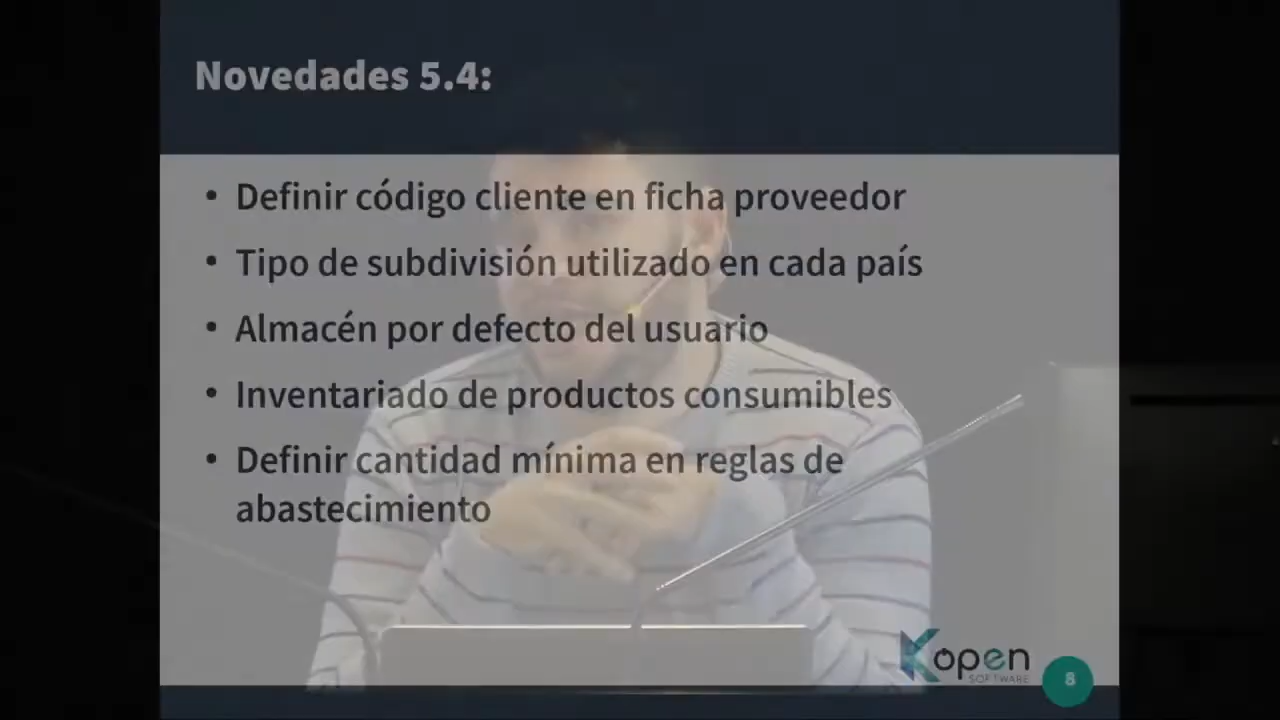 Novedades 5.4:
• Definir código cliente en ficha proveedor
• Tipo de subdivisión utilizado en cada país
• Almacén por defecto del usuario
• Inventariado de productos consumibles
• Definir cantidad mínima en reglas de
abastecimiento
Kopen
SOFTWARE
8